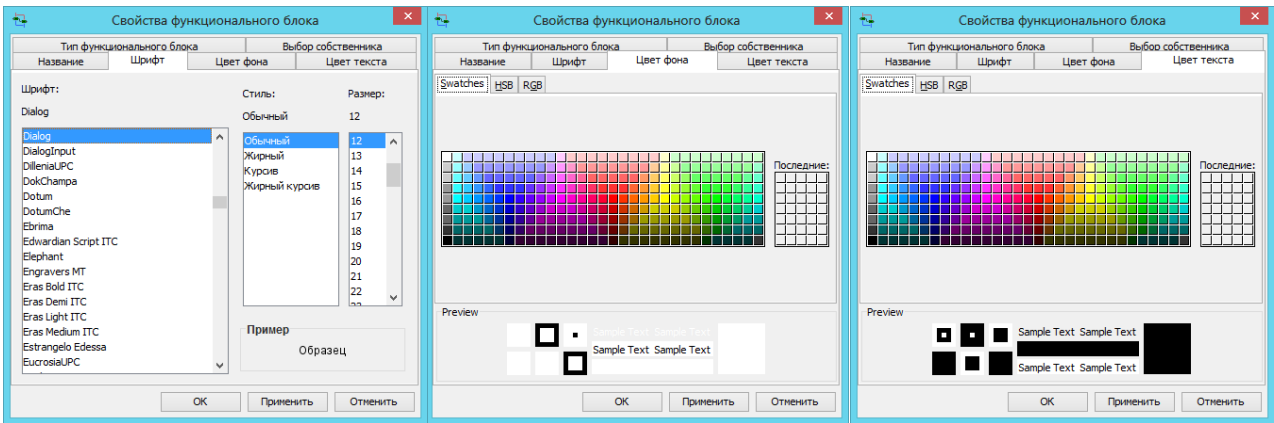 Свойства функционального блока
Тип функционального блока Выбор собственника
Название Шрифт Цвет фона Цвет текста
Шрифт: Стиль: Размер:
Dialog Обычный 12
Dialog
DialogInput
DilleniaUPC
DokChampa
Dotum
DotumChe
Ebrima
Edwardian Script ITC
Elephant
Engravers MT
Eras Bold ITC
Eras Demi ITC
Eras Light ITC
Eras Medium ITC
Estrangelo Edessa
EucrosiaUPC
Обычный
Жирный
Курсив
Жирный курсив
12
13
14
15
16
17
18
19
20
21
22
Пример
Образец
OK Применить Отменить
Свойства функционального блока
Тип функционального блока Выбор собственника
Название Шрифт Цвет фона Цвет текста
Swatches HSB RGB
Последние:
Preview
Sample Text Sample Text
Sample Text Sample Text
OK Применить Отменить
Свойства функционального блока
Тип функционального блока Выбор собственника
Название Шрифт Цвет фона Цвет текста
Swatches HSB RGB
Последние:
Preview
Sample Text Sample Text
Sample Text Sample Text
OK Применить Отменить